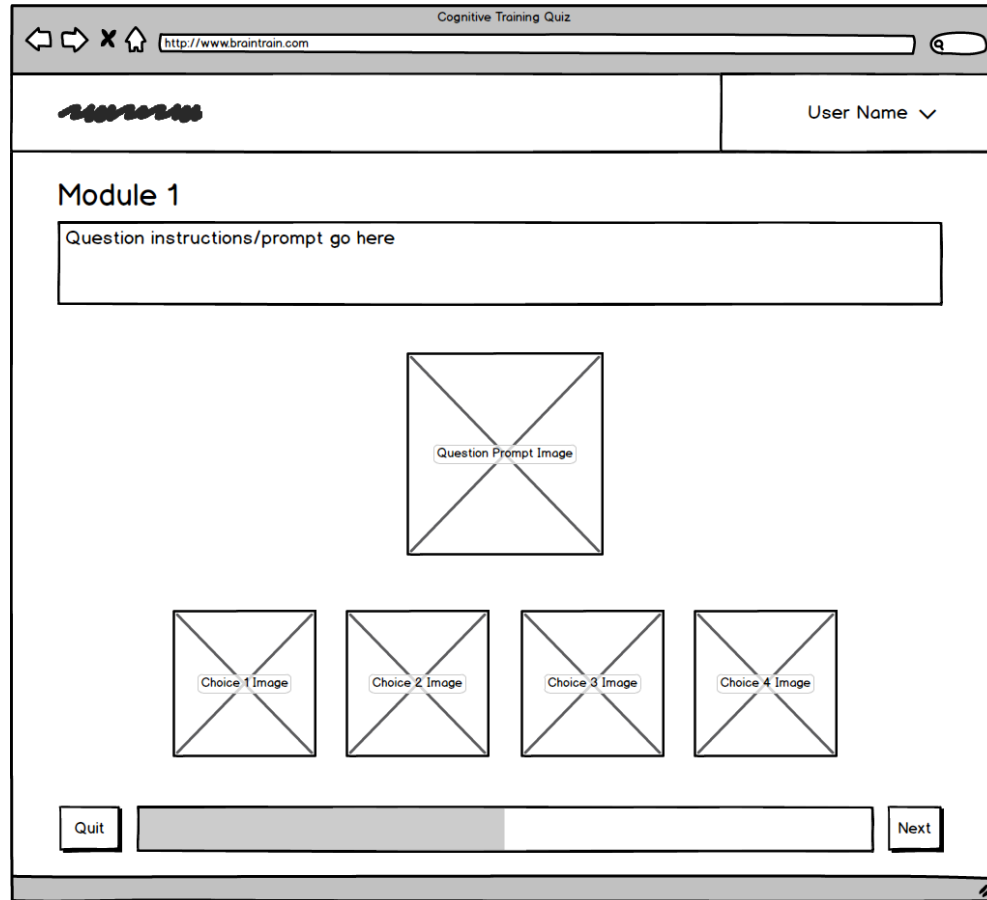 Cognitive Training Quiz
http://www.braintrain.com
User Name
Module 1
Question instructions/prompt go here
Question Prompt Image
Choice 1 Image
Choice 2 Image
Choice 3 Image
Choice 4 Image
Quit
Next